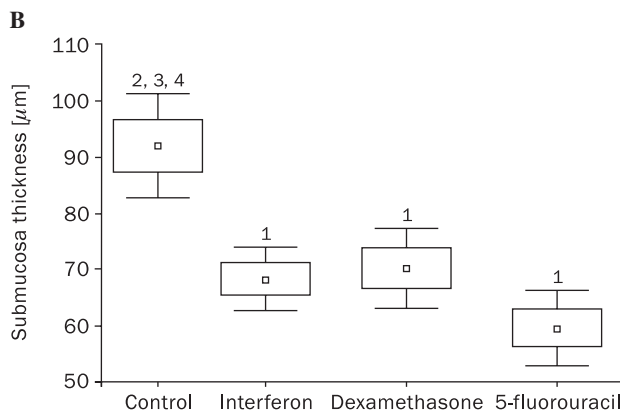 B
Submucosa thickness [μm]
110
100
90
80
70
60
50
2, 3, 4
1
1
1
Control
Interferon
Dexamethasone
5-fluorouracil